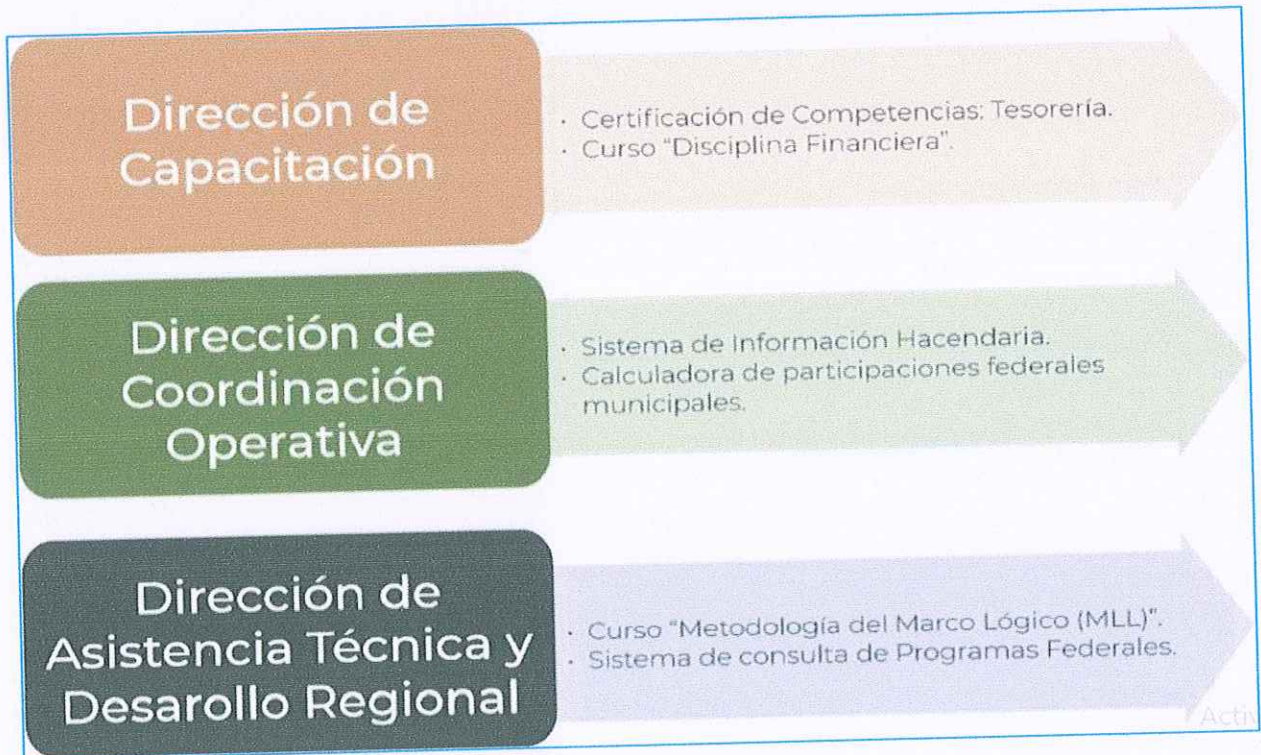 Dirección de
Capacitación
· Certificación de Competencias: Tesorería.
· Curso “Disciplina Financiera”.
Dirección de
Coordinación
Operativa
· Sistema de Información Hacendaria.
· Calculadora de participaciones federales
municipales.
Dirección de
Asistencia Técnica y
Desarollo Regional
· Curso “Metodología del Marco Lógico (MLL)”.
· Sistema de consulta de Programas Federales.
Activ